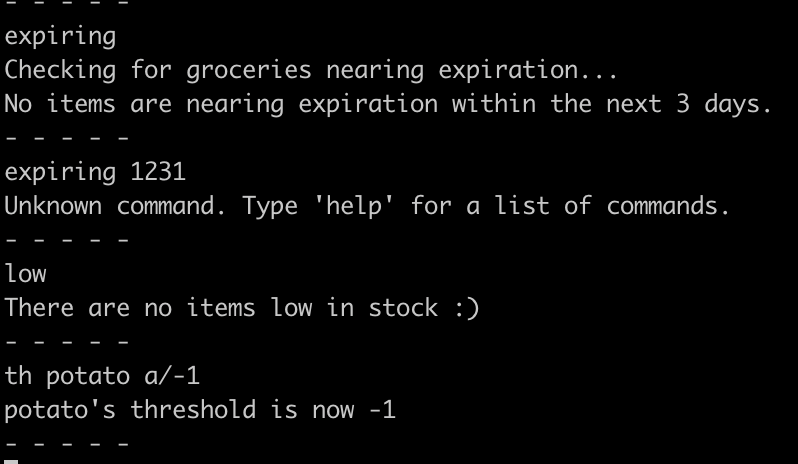 - - - - -
expiring
Checking for groceries nearing expiration...
No items are nearing expiration within the next 3 days.
- - - - -
expiring 1231
Unknown command. Type 'help' for a list of commands.
- - - - -
low
There are no items low in stock :)
- - - - -
th potato a/-1
potato's threshold is now -1
- - - - -